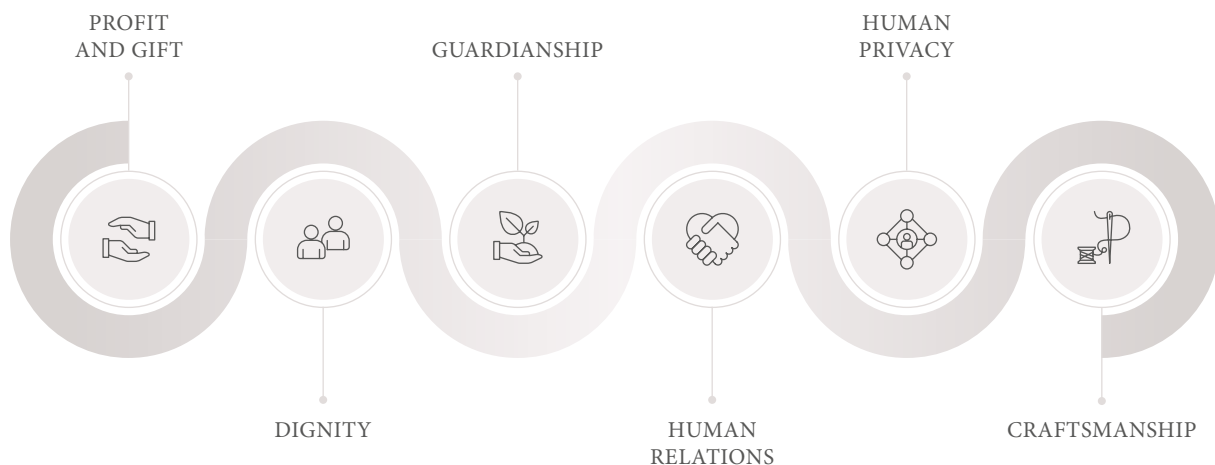 PROFIT
AND GIFT
DIGNITY
GUARDIANSHIP
HUMAN
RELATIONS
HUMAN
PRIVACY
CRAFTSMANSHIP